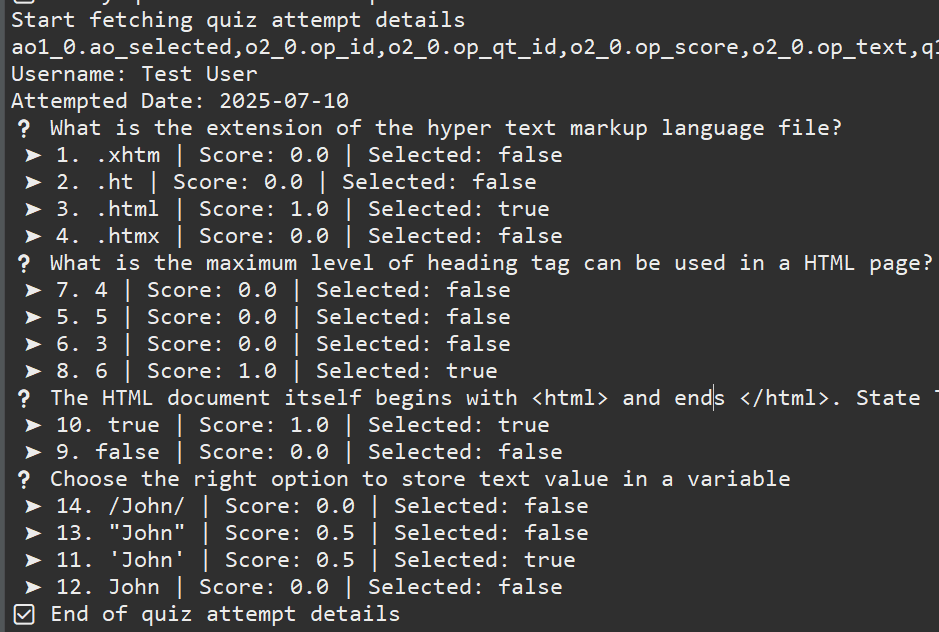 Start fetching quiz attempt details
ao1_0.ao_selected,o2_0.op_id,o2_0.op_qt_id,o2_0.op_score,o2_0.op_text,q1
Username: Test User
Attempted Date: 2025-07-10
? What is the extension of the hyper text markup language file?
➤ 1. .xhtm | Score: 0.0 | Selected: false
➤ 2. .ht | Score: 0.0 | Selected: false
➤ 3. .html | Score: 1.0 | Selected: true
➤ 4. .htmx | Score: 0.0 | Selected: false
? What is the maximum level of heading tag can be used in a HTML page?
➤ 7. 4 | Score: 0.0 | Selected: false
➤ 5. 5 | Score: 0.0 | Selected: false
➤ 6. 3 | Score: 0.0 | Selected: false
➤ 8. 6 | Score: 1.0 | Selected: true
? The HTML document itself begins with <html> and ends </html>. State
➤ 10. true | Score: 1.0 | Selected: true
➤ 9. false | Score: 0.0 | Selected: false
? Choose the right option to store text value in a variable
➤ 14. /John/ | Score: 0.0 | Selected: false
➤ 13. "John" | Score: 0.5 | Selected: false
➤ 11. 'John' | Score: 0.5 | Selected: true
➤ 12. John | Score: 0.0 | Selected: false
☑ End of quiz attempt details